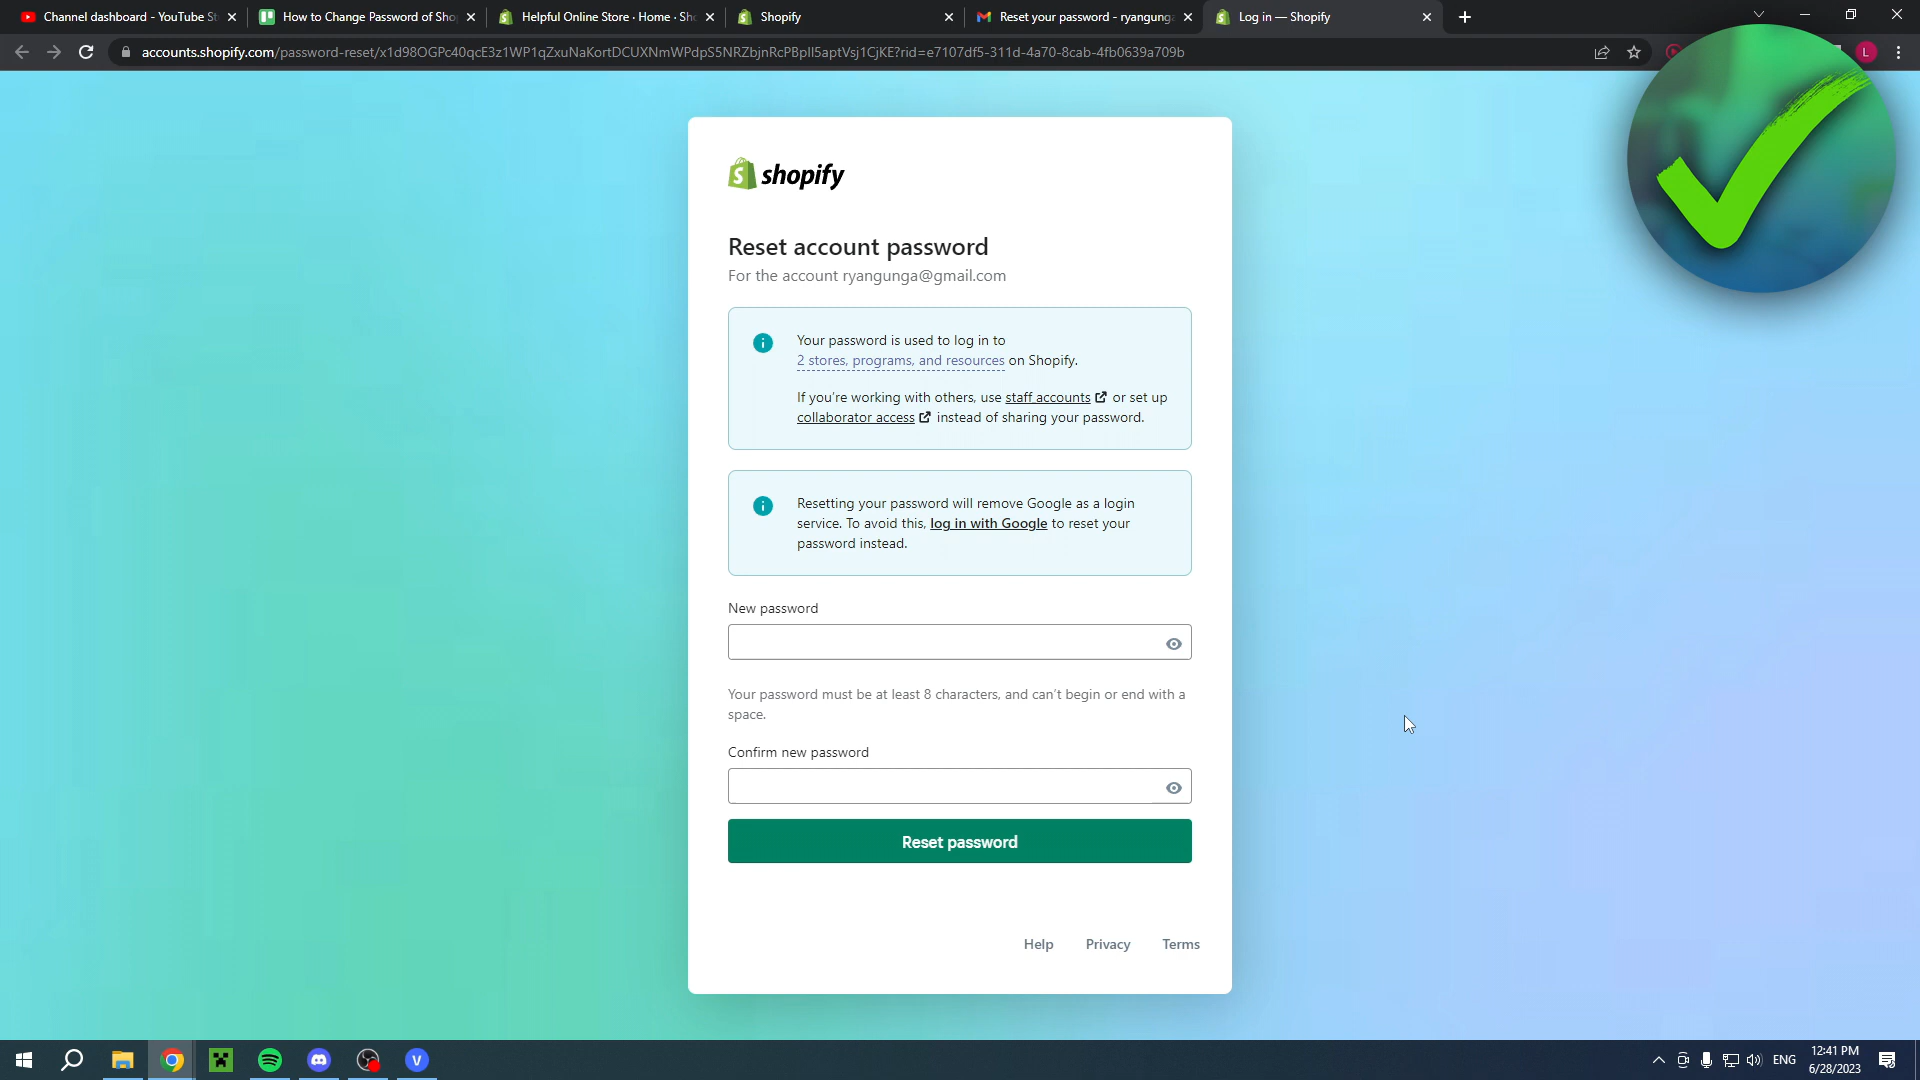 Channel dashboard - YouTube St
How to Change Password of Sho
Helpful Online Store · Home · Sh
Shopify
Reset your password - ryangung
Log in — Shopify
accounts.shopify.com/password-reset/x1d98OGPc40qcE3z1WP1qZxuNaKortDCUXNmWPdpS5NRZbjnRcPBpII5aptVsj1CjKE?rid=e7107df5-311d-4a70-8cab-4fb0639a709b
L
shopify
Reset account password
For the account ryangunga@gmail.com
Your password is used to log in to
2 stores, programs, and resources on Shopify.
If you're working with others, use staff accounts or set up
collaborator access instead of sharing your password.
Resetting your password will remove Google as a login
service. To avoid this, log in with Google to reset your
password instead.
New password
Your password must be at least 8 characters, and can't begin or end with a
space.
Confirm new password
Reset password
Help Privacy Terms
V
ENG
12:41 PM
6/28/2023